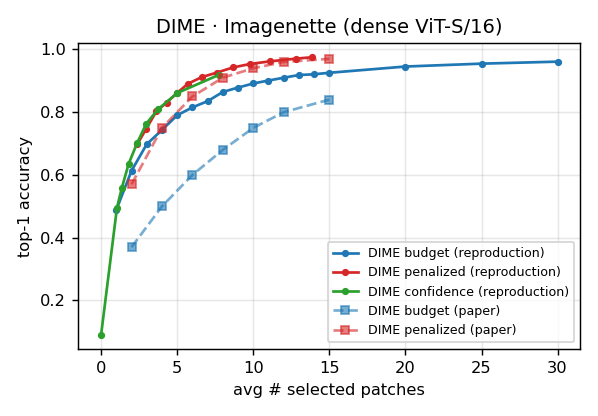 DIME · Imagenette (dense ViT-S/16)
top-1 accuracy
1.0
0.8
0.6
0.4
0.2
DIME budget (reproduction)
DIME penalized (reproduction)
DIME confidence (reproduction)
DIME budget (paper)
DIME penalized (paper)
0 5 10 15 20 25 30
avg # selected patches